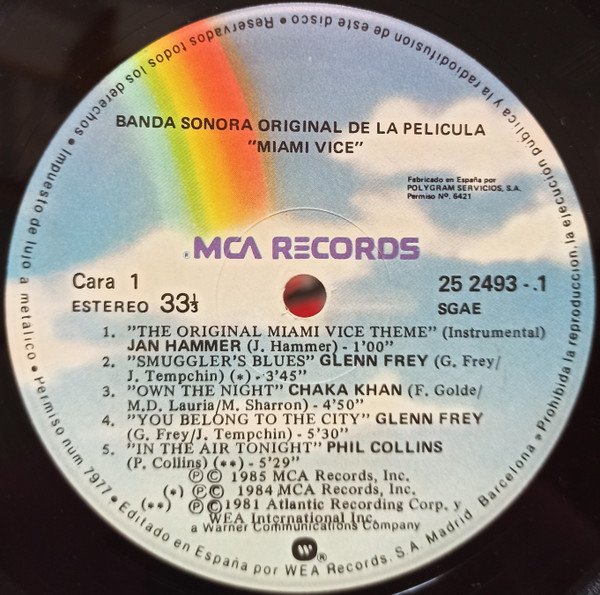 BANDA SONORA ORIGINAL DE LA PELICULA
"MIAMI VICE"
Fabricado en España por
POLYGRAM SERVICIOS, S.A.
Permiso Nº. 6421
MCA RECORDS
Cara 1
25 2493 -.1
ESTEREO 33⅓
SGAE
1. "THE ORIGINAL MIAMI VICE THEME" (Instrumental)
JAN HAMMER (J. Hammer) - 1'00"
2. "SMUGGLER'S BLUES" GLENN FREY (G. Frey/
J. Tempchin) (*) - 3'45"
3. "OWN THE NIGHT" CHAKA KHAN (F. Golde/
M.D. Lauria/M. Sharron) - 4'50"
4. "YOU BELONG TO THE CITY" GLENN FREY
(G. Frey/J. Tempchin) - 5'30"
5. "IN THE AIR TONIGHT" PHIL COLLINS
(P. Collins) (**) - 5'29"
Ⓟ© 1985 MCA Records, Inc.
(*) Ⓟ© 1984 MCA Records, Inc.
(**) Ⓟ© 1981 Atlantic Recording Corp. y
WEA International Inc.
a Warner Communications Company
® 
• Impuesto de lujo a metálico • Permiso num 7977 • Editado en España por WEA Records. S.A Madrid Barcelona • Prohibida la reproduccion, la ejecucion publica y la radiodifusion de este disco • Reservados todos los derechos